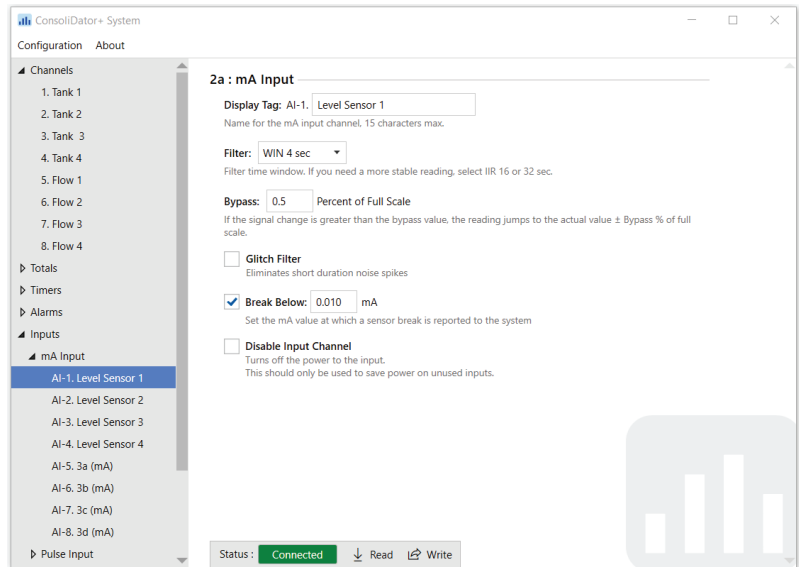 ConsoliDator+ System
Configuration About
Channels
1. Tank 1
2. Tank 2
3. Tank 3
4. Tank 4
5. Flow 1
6. Flow 2
7. Flow 3
8. Flow 4
Totals
Timers
Alarms
Inputs
mA Input
AI-1. Level Sensor 1
AI-2. Level Sensor 2
AI-3. Level Sensor 3
AI-4. Level Sensor 4
AI-5. 3a (mA)
AI-6. 3b (mA)
AI-7. 3c (mA)
AI-8. 3d (mA)
Pulse Input
2a : mA Input
Display Tag: AI-1. Level Sensor 1
Name for the mA input channel, 15 characters max.
Filter: WIN 4 sec
Filter time window. If you need a more stable reading, select IIR 16 or 32 sec.
Bypass: 0.5 Percent of Full Scale
If the signal change is greater than the bypass value, the reading jumps to the actual value ± Bypass % of full
scale.
Glitch Filter
Eliminates short duration noise spikes
Break Below: 0.010 mA
Set the mA value at which a sensor break is reported to the system
Disable Input Channel
Turns off the power to the input.
This should only be used to save power on unused inputs.
Status : Connected Read Write